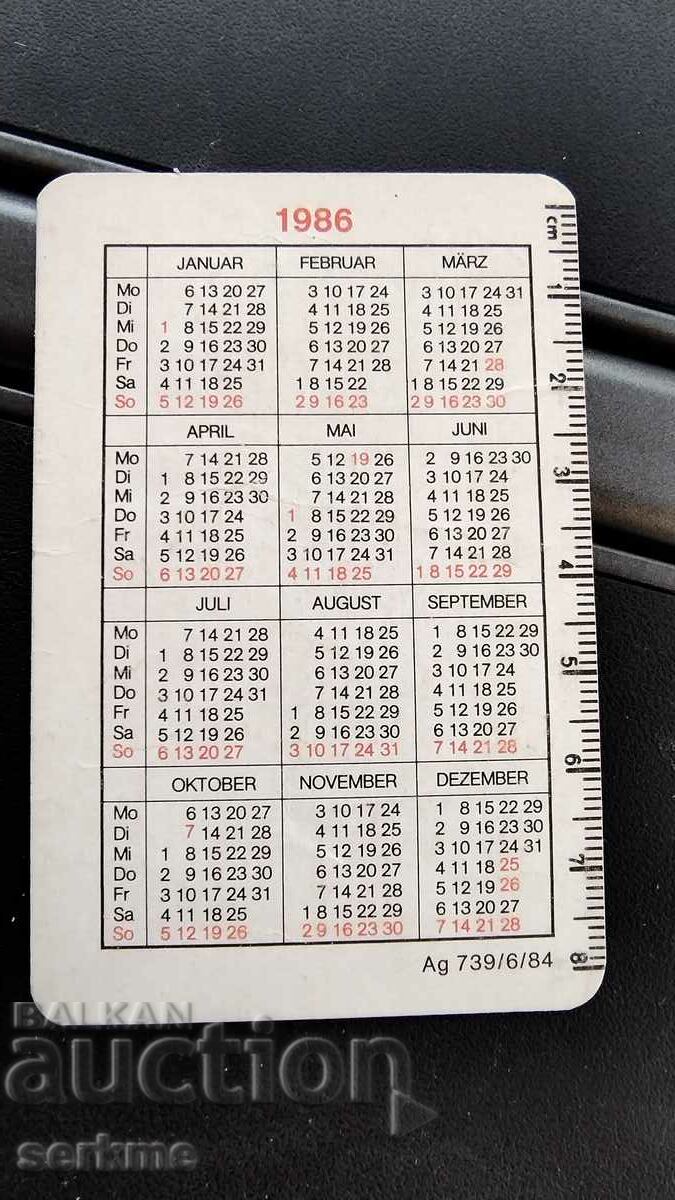 1986
JANUAR FEBRUAR MÄRZ
Mo 6 13 20 27 3 10 17 24 3 10 17 24 31
Di 7 14 21 28 4 11 18 25 4 11 18 25
Mi 1 8 15 22 29 5 12 19 26 5 12 19 26
Do 2 9 16 23 30 6 13 20 27 6 13 20 27
Fr 3 10 17 24 31 7 14 21 28 7 14 21 28
Sa 4 11 18 25 1 8 15 22 1 8 15 22 29
So 5 12 19 26 2 9 16 23 2 9 16 23 30
APRIL MAI JUNI
Mo 7 14 21 28 5 12 19 26 2 9 16 23 30
Di 1 8 15 22 29 6 13 20 27 3 10 17 24
Mi 2 9 16 23 30 7 14 21 28 4 11 18 25
Do 3 10 17 24 1 8 15 22 29 5 12 19 26
Fr 4 11 18 25 2 9 16 23 30 6 13 20 27
Sa 5 12 19 26 3 10 17 24 31 7 14 21 28
So 6 13 20 27 4 11 18 25 1 8 15 22 29
JULI AUGUST SEPTEMBER
Mo 7 14 21 28 4 11 18 25 1 8 15 22 29
Di 1 8 15 22 29 5 12 19 26 2 9 16 23 30
Mi 2 9 16 23 30 6 13 20 27 3 10 17 24
Do 3 10 17 24 31 7 14 21 28 4 11 18 25
Fr 4 11 18 25 1 8 15 22 29 5 12 19 26
Sa 5 12 19 26 2 9 16 23 30 6 13 20 27
So 6 13 20 27 3 10 17 24 31 7 14 21 28
OKTOBER NOVEMBER DEZEMBER
Mo 6 13 20 27 3 10 17 24 1 8 15 22 29
Di 7 14 21 28 4 11 18 25 2 9 16 23 30
Mi 1 8 15 22 29 5 12 19 26 3 10 17 24 31
Do 2 9 16 23 30 6 13 20 27 4 11 18 25
Fr 3 10 17 24 31 7 14 21 28 5 12 19 26
Sa 4 11 18 25 1 8 15 22 29 6 13 20 27
So 5 12 19 26 2 9 16 23 30 7 14 21 28
Ag 739/6/84
cm 1 2 3 4 5 6 7 8
BALKAN
auction
serkme